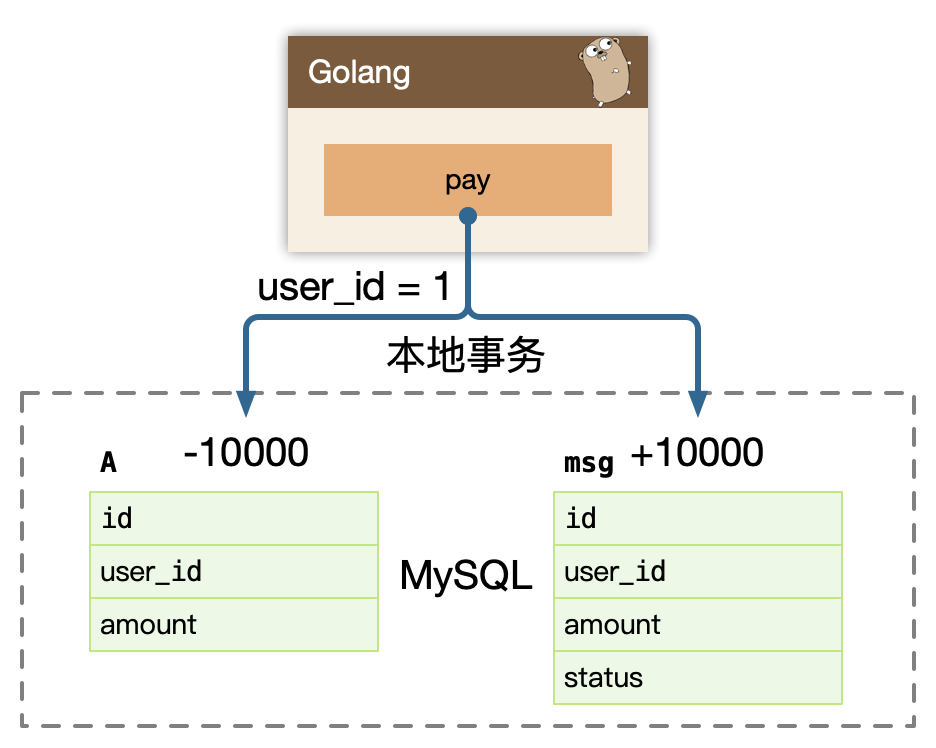 Golang
pay
user_id = 1
本地事务
A
-10000
msg
+10000
id
user_id
amount
MySQL
id
user_id
amount
status